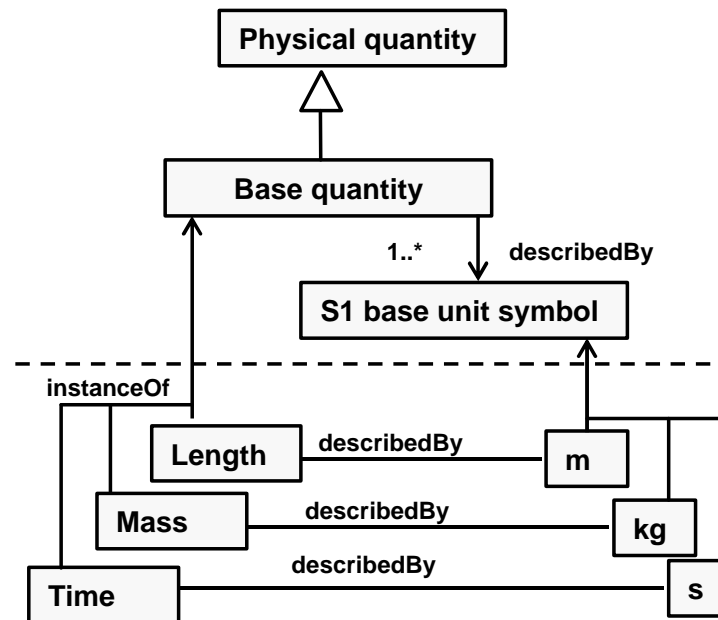 Physical quantity
Base quantity
1..*
describedBy
S1 base unit symbol
instanceOf
Length
describedBy
m
Mass
describedBy
kg
Time
describedBy
s